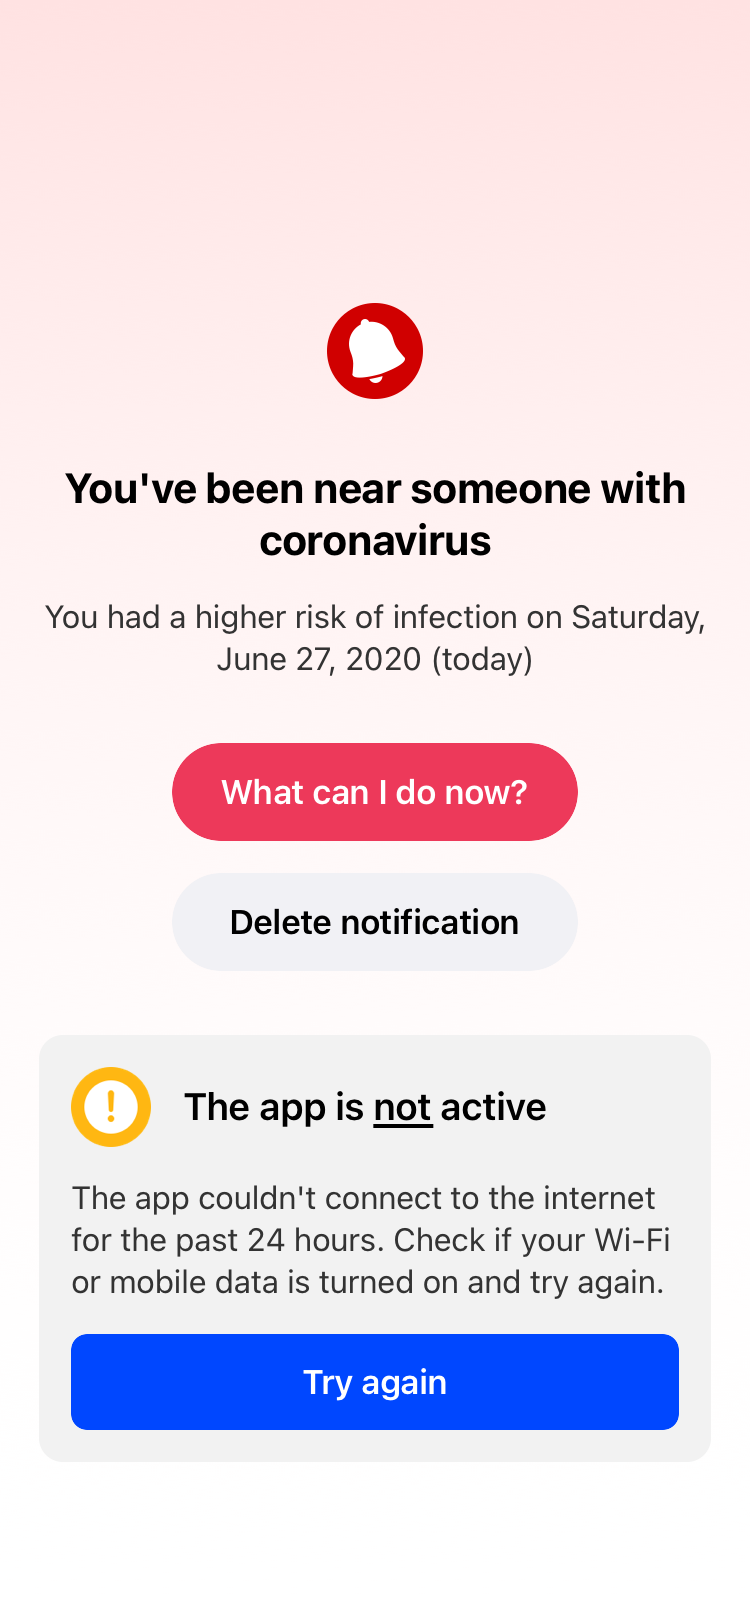 You've been near someone with
coronavirus
You had a higher risk of infection on Saturday,
June 27, 2020 (today)
What can I do now?
Delete notification
The app is not active
The app couldn't connect to the internet
for the past 24 hours. Check if your Wi-Fi
or mobile data is turned on and try again.
Try again